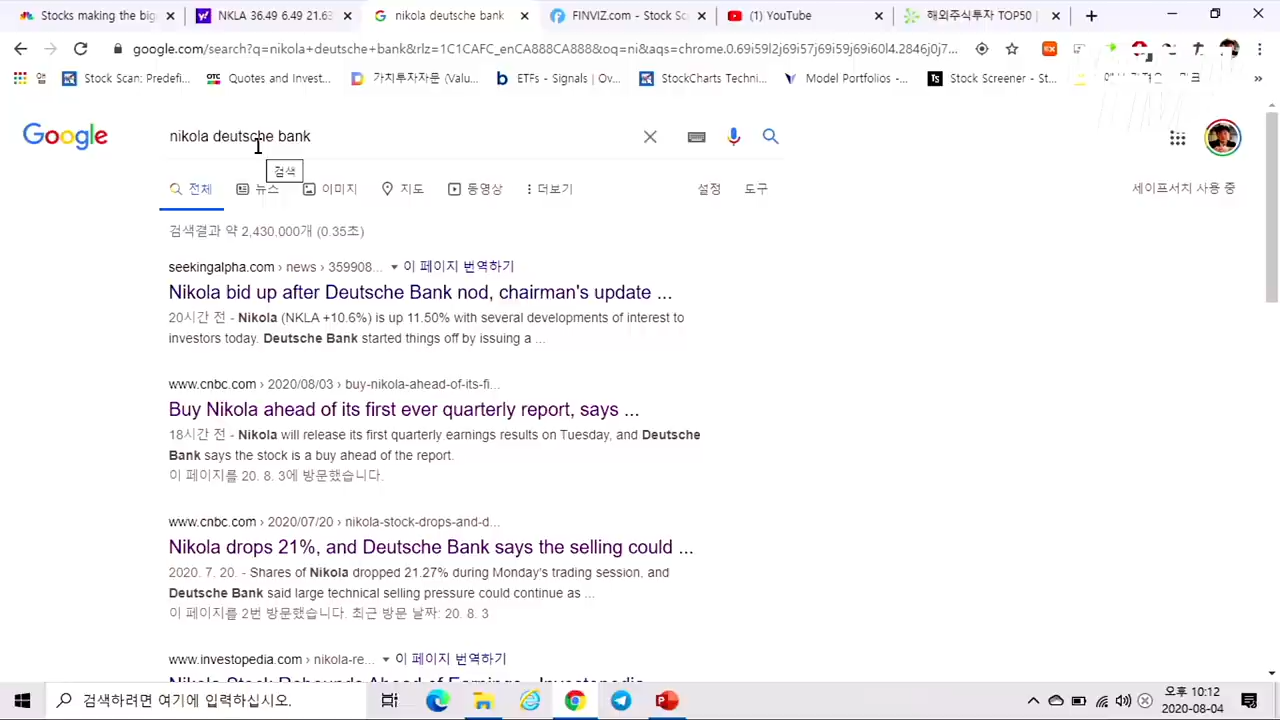 Stocks making the big
NKLA 36.49 6.49 21.63
nikola deutsche bank
FINVIZ.com - Stock Sc
(1) YouTube
해외주식투자 TOP50
google.com/search?q=nikola+deutsche+bank&rlz=1C1CAFC_enCA888CA888&oq=ni&aqs=chrome.0.69i59l2j69i57j69i59j69i60l4.2846j0j7...
앱
Stock Scan: Predefi...
Quotes and Invest...
가치투자자문 (Valu...
ETFs - Signals | Ov...
StockCharts Techni...
Model Portfolios -...
Stock Screener - St...
Google
nikola deutsche bank
검색
전체
뉴스
이미지
지도
동영상
더보기
설정
도구
세이프서치 사용 중
검색결과 약 2,430,000개 (0.35초)
seekingalpha.com › news › 359908... 이 페이지 번역하기
Nikola bid up after Deutsche Bank nod, chairman's update ...
20시간 전 - Nikola (NKLA +10.6%) is up 11.50% with several developments of interest to
investors today. Deutsche Bank started things off by issuing a ...
www.cnbc.com › 2020/08/03 › buy-nikola-ahead-of-its-fi...
Buy Nikola ahead of its first ever quarterly report, says ...
18시간 전 - Nikola will release its first quarterly earnings results on Tuesday, and Deutsche
Bank says the stock is a buy ahead of the report.
이 페이지를 20. 8. 3에 방문했습니다.
www.cnbc.com › 2020/07/20 › nikola-stock-drops-and-d...
Nikola drops 21%, and Deutsche Bank says the selling could ...
2020. 7. 20. - Shares of Nikola dropped 21.27% during Monday's trading session, and
Deutsche Bank said large technical selling pressure could continue as ...
이 페이지를 2번 방문했습니다. 최근 방문 날짜: 20. 8. 3
www.investopedia.com › nikola-re... 이 페이지 번역하기
Nikola Stock Rebounds Ahead of Earnings - Investopedia
검색하려면 여기에 입력하십시오.
오후 10:12
2020-08-04